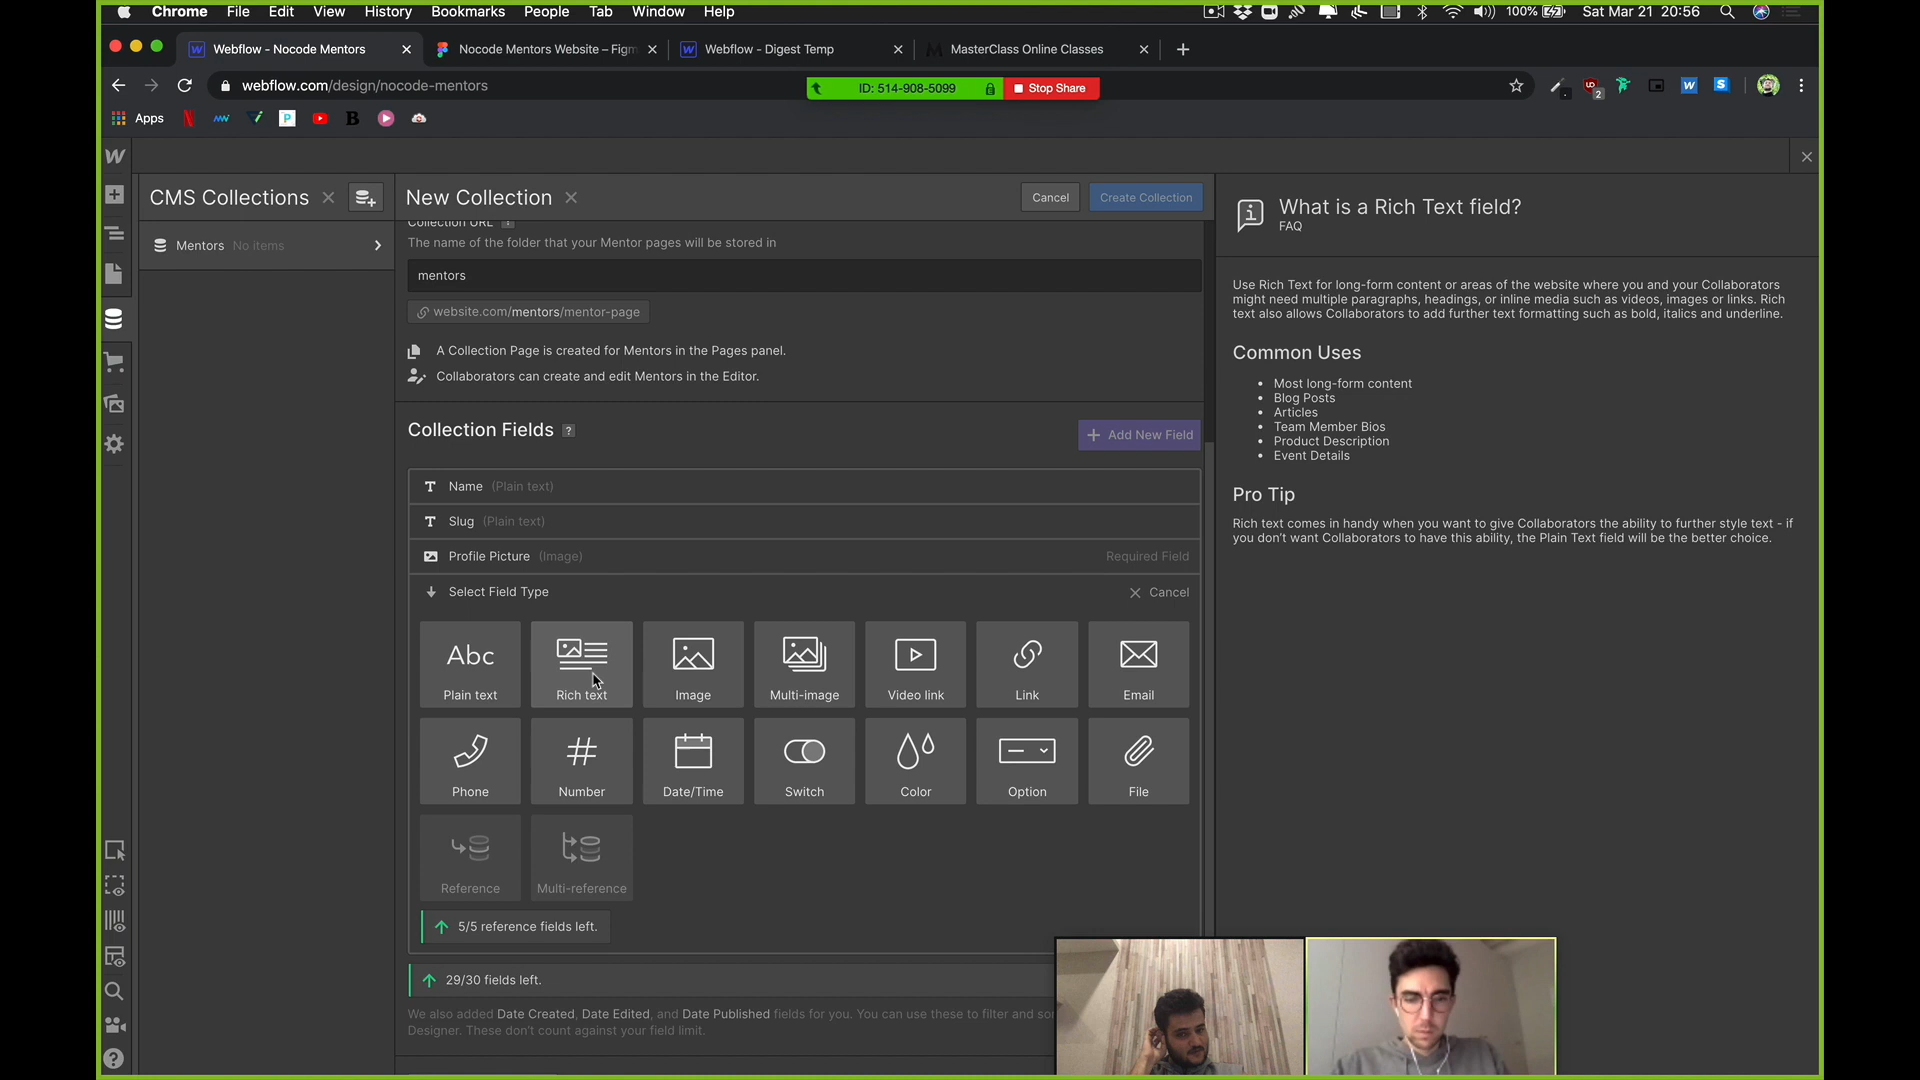 Chrome File Edit View History Bookmarks People Tab Window Help
100% Sat Mar 21 20:56
Webflow - Nocode Mentors
Nocode Mentors Website – Figm
Webflow - Digest Temp
MasterClass Online Classes
webflow.com/design/nocode-mentors
ID: 514-908-5099
Stop Share
2
Apps
CMS Collections
New Collection
Cancel
Create Collection
What is a Rich Text field?
FAQ
Mentors No items
Collection URL
The name of the folder that your Mentor pages will be stored in
mentors
website.com/mentors/mentor-page
A Collection Page is created for Mentors in the Pages panel.
Collaborators can create and edit Mentors in the Editor.
Collection Fields ?
+ Add New Field
Name (Plain text)
Slug (Plain text)
Profile Picture (Image)
Required Field
Select Field Type
Cancel
Abc
Plain text
Rich text
Image
Multi-image
Video link
Link
Email
Phone
Number
Date/Time
Switch
Color
Option
File
Reference
Multi-reference
5/5 reference fields left.
29/30 fields left.
We also added Date Created, Date Edited, and Date Published fields for you. You can use these to filter and
Designer. These don't count against your field limit.
Use Rich Text for long-form content or areas of the website where you and your Collaborators
might need multiple paragraphs, headings, or inline media such as videos, images or links. Rich
text also allows Collaborators to add further text formatting such as bold, italics and underline.
Common Uses
• Most long-form content
• Blog Posts
• Articles
• Team Member Bios
• Product Description
• Event Details
Pro Tip
Rich text comes in handy when you want to give Collaborators the ability to further style text - if
you don't want Collaborators to have this ability, the Plain Text field will be the better choice.